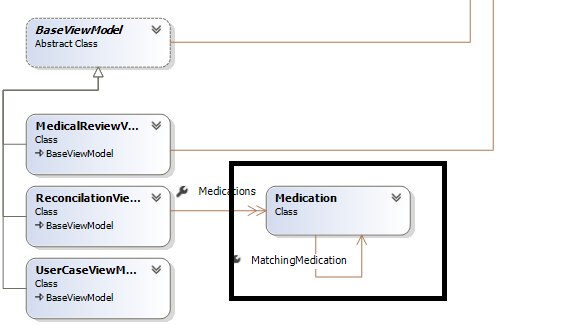 BaseViewModel
Abstract Class
MedicalReviewV...
Class
BaseViewModel
Medications
ReconcilationVie...
Class
BaseViewModel
Medication
Class
MatchingMedication
UserCaseViewM...
Class
BaseViewModel